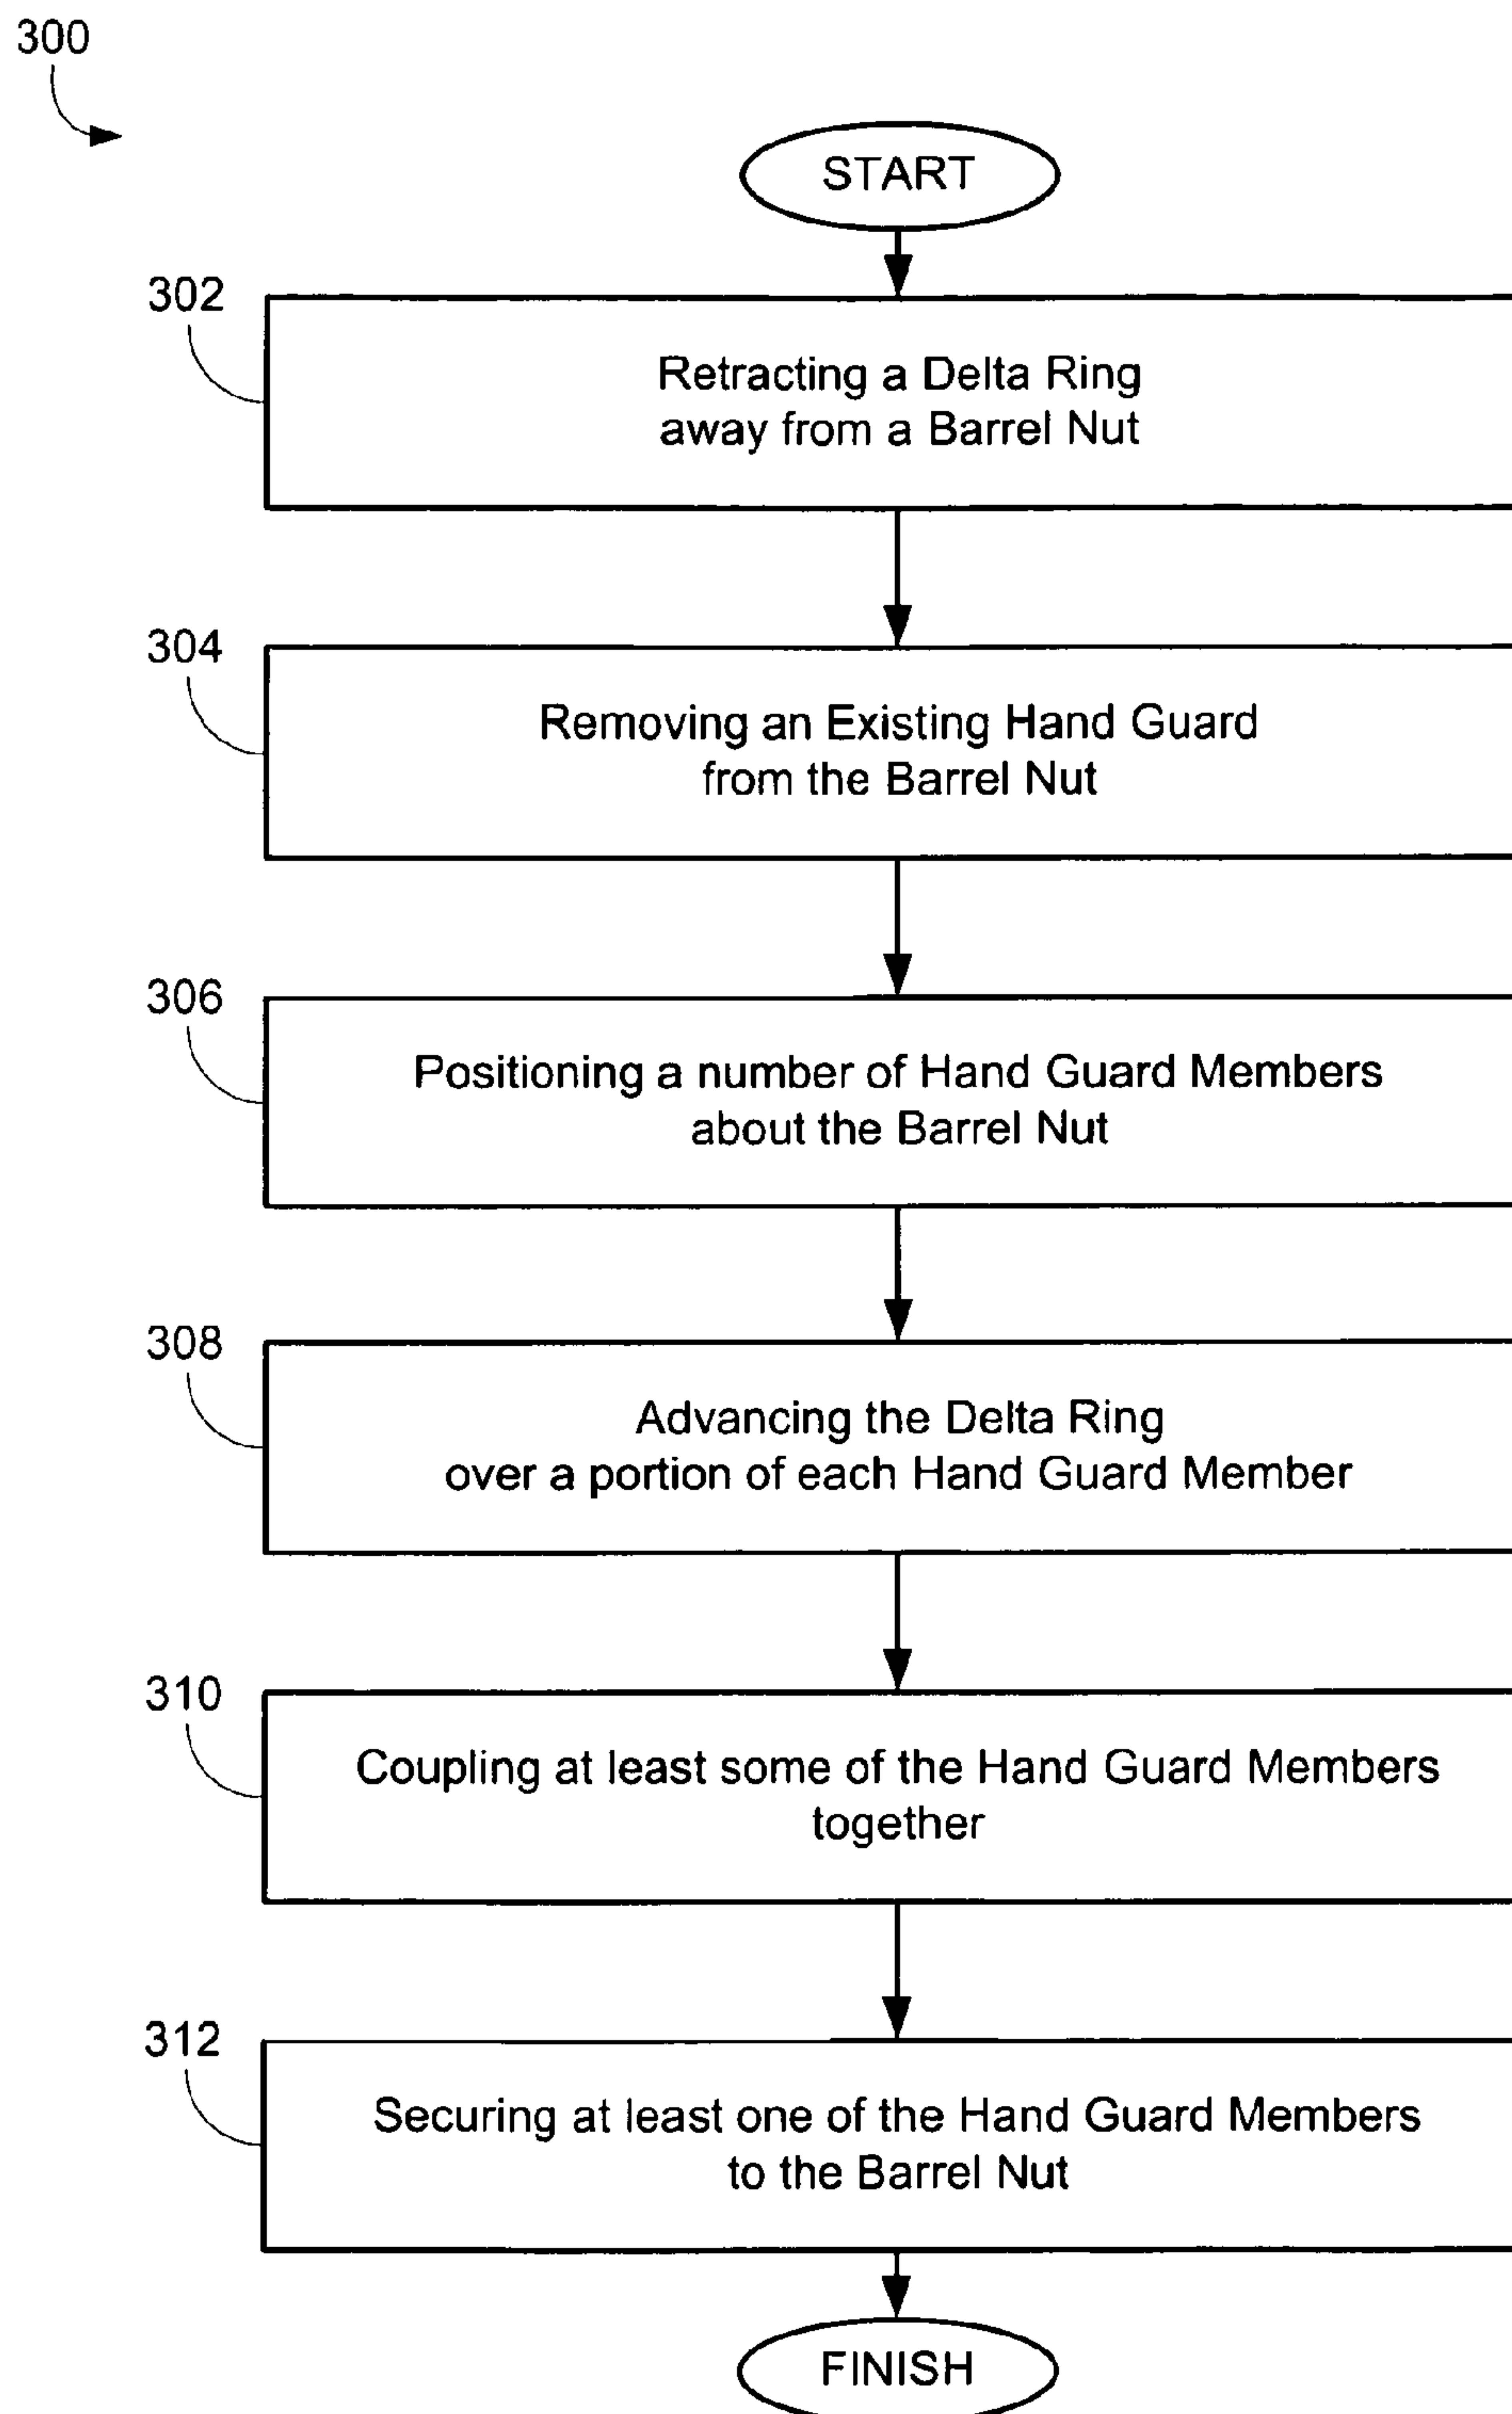 300
START
302
Retracting a Delta Ring
away from a Barrel Nut
304
Removing an Existing Hand Guard
from the Barrel Nut
306
Positioning a number of Hand Guard Members
about the Barrel Nut
308
Advancing the Delta Ring
over a portion of each Hand Guard Member
310
Coupling at least some of the Hand Guard Members
together
312
Securing at least one of the Hand Guard Members
to the Barrel Nut
FINISH